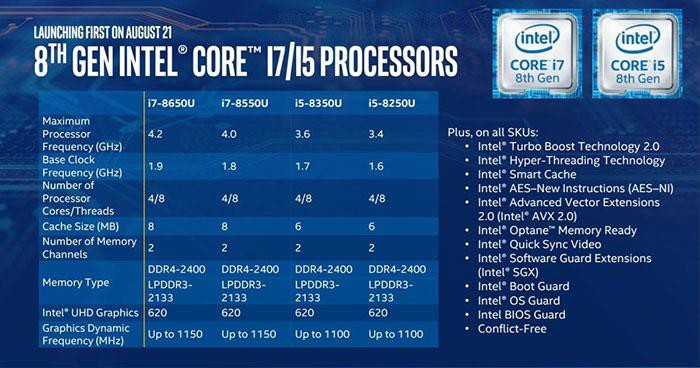 LAUNCHING FIRST ON AUGUST 21
8TH GEN INTEL® CORE™ I7/I5 PROCESSORS
intel®
CORE i7
8th Gen
intel®
CORE i5
8th Gen
i7-8650U i7-8550U i5-8350U i5-8250U
Maximum
Processor
Frequency (GHz) 4.2 4.0 3.6 3.4
Base Clock
Frequency (GHz) 1.9 1.8 1.7 1.6
Number of
Processor
Cores/Threads 4/8 4/8 4/8 4/8
Cache Size (MB) 8 8 6 6
Number of Memory
Channels 2 2 2 2
Memory Type DDR4-2400 DDR4-2400 DDR4-2400 DDR4-2400
LPDDR3- LPDDR3- LPDDR3- LPDDR3-
2133 2133 2133 2133
Intel® UHD Graphics 620 620 620 620
Graphics Dynamic
Frequency (MHz) Up to 1150 Up to 1150 Up to 1100 Up to 1100
Plus, on all SKUs:
• Intel® Turbo Boost Technology 2.0
• Intel® Hyper-Threading Technology
• Intel® Smart Cache
• Intel® AES–New Instructions (AES–NI)
• Intel® Advanced Vector Extensions
2.0 (Intel® AVX 2.0)
• Intel® Optane™ Memory Ready
• Intel® Quick Sync Video
• Intel® Software Guard Extensions
(Intel® SGX)
• Intel® Boot Guard
• Intel® OS Guard
• Intel BIOS Guard
• Conflict-Free